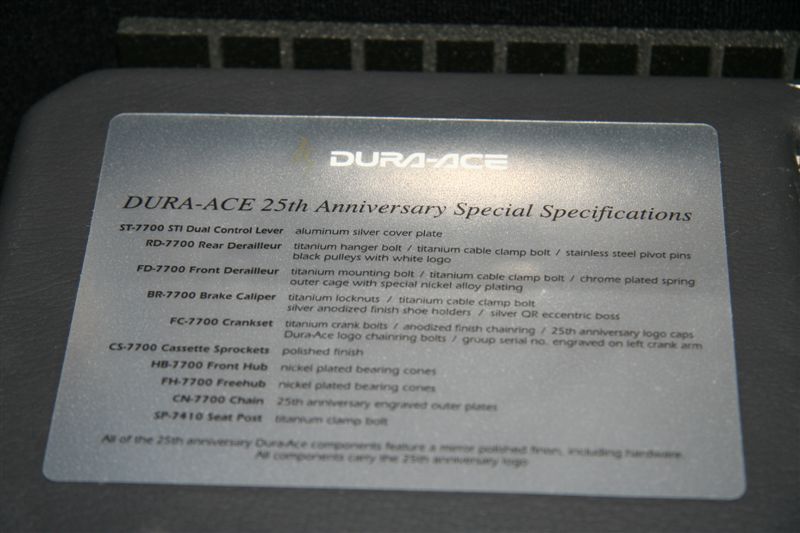 DURA-ACE
DURA-ACE 25th Anniversary Special Specifications
ST-7700 STI Dual Control Lever aluminum silver cover plate
RD-7700 Rear Derailleur titanium hanger bolt / titanium cable clamp bolt / stainless steel pivot pins
black pulleys with white logo
FD-7700 Front Derailleur titanium mounting bolt / titanium cable clamp bolt / chrome plated spring
outer cage with special nickel alloy plating
BR-7700 Brake Caliper titanium locknuts / titanium cable clamp bolt
silver anodized finish shoe holders / silver QR eccentric boss
FC-7700 Crankset titanium crank bolts / anodized finish chainring / 25th anniversary logo caps
Dura-Ace logo chainring bolts / group serial no. engraved on left crank arm
CS-7700 Cassette Sprockets polished finish
HB-7700 Front Hub nickel plated bearing cones
FH-7700 Freehub nickel plated bearing cones
CN-7700 Chain 25th anniversary engraved outer plates
SP-7410 Seat Post titanium clamp bolt
All of the 25th anniversary Dura-Ace components feature a mirror polished finish, including hardware.
All components carry the 25th anniversary logo